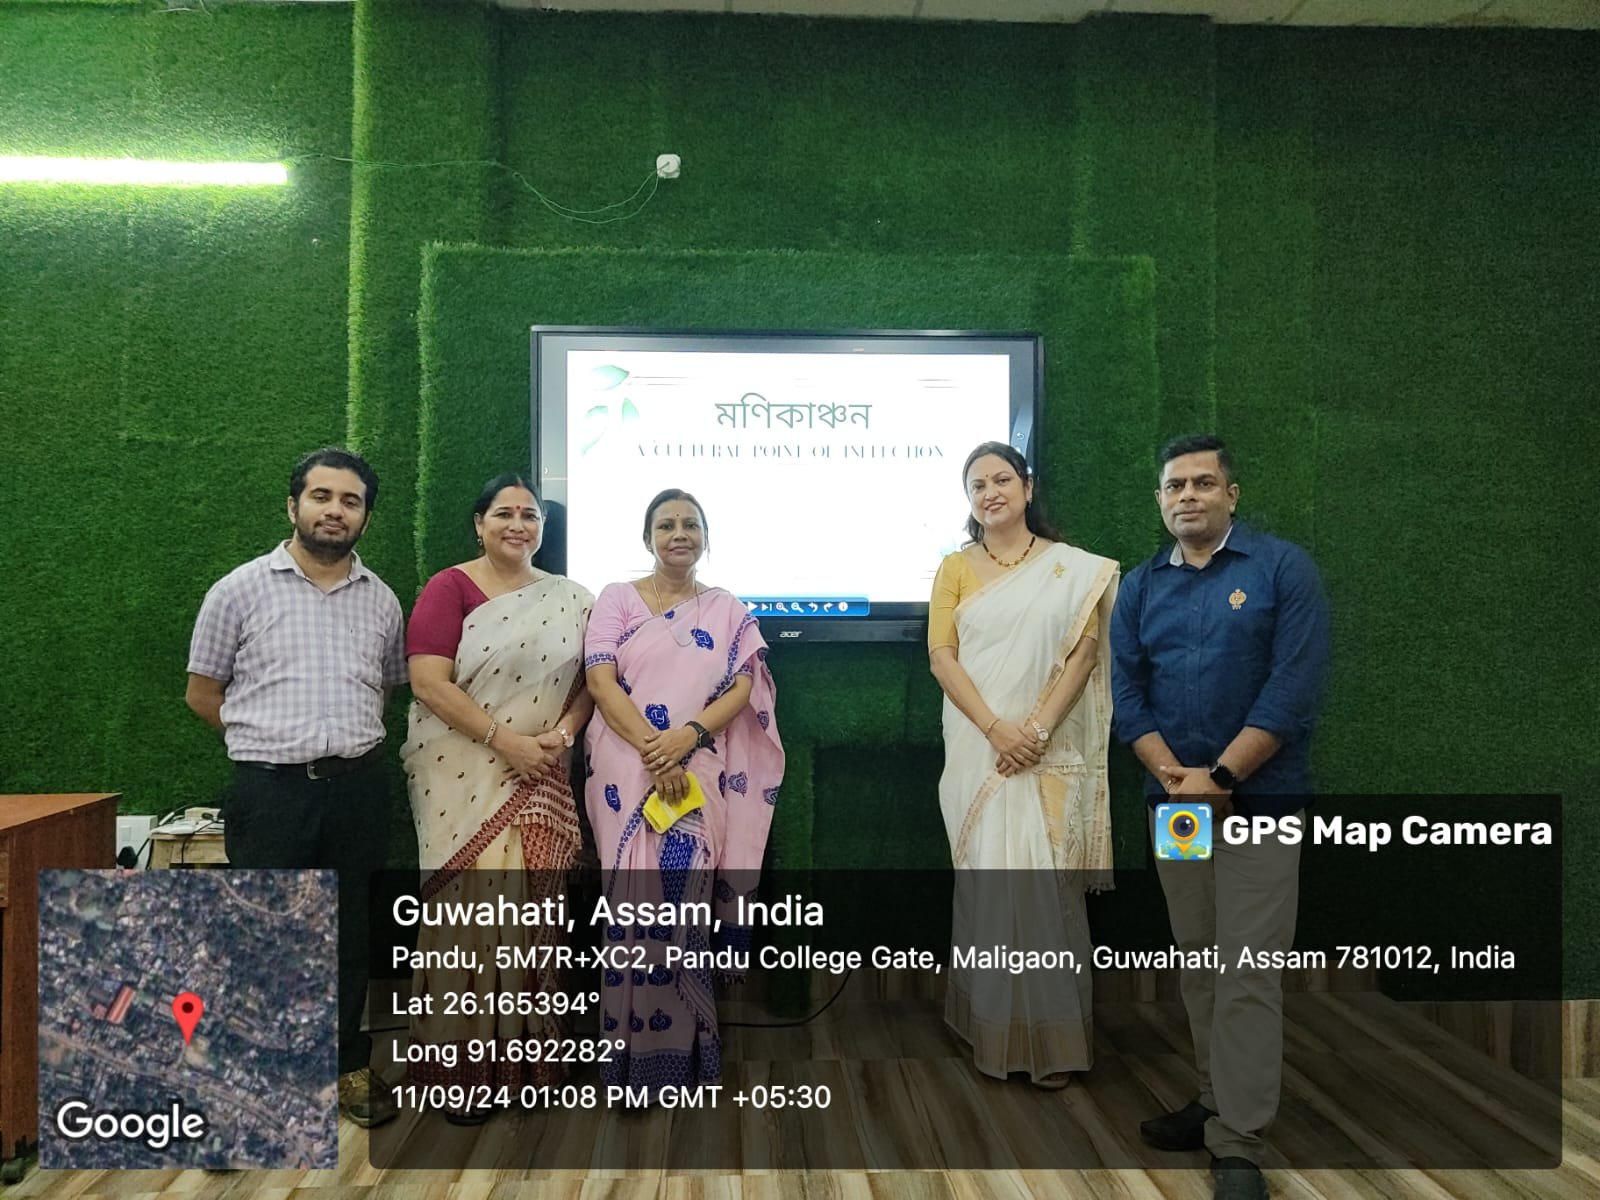 মণিকাঞ্চন
A CULTURAL POINT OF INFLECTION
acer
GPS Map Camera
Guwahati, Assam, India
Pandu, 5M7R+XC2, Pandu College Gate, Maligaon, Guwahati, Assam 781012, India
Lat 26.165394°
Long 91.692282°
11/09/24 01:08 PM GMT +05:30
Google